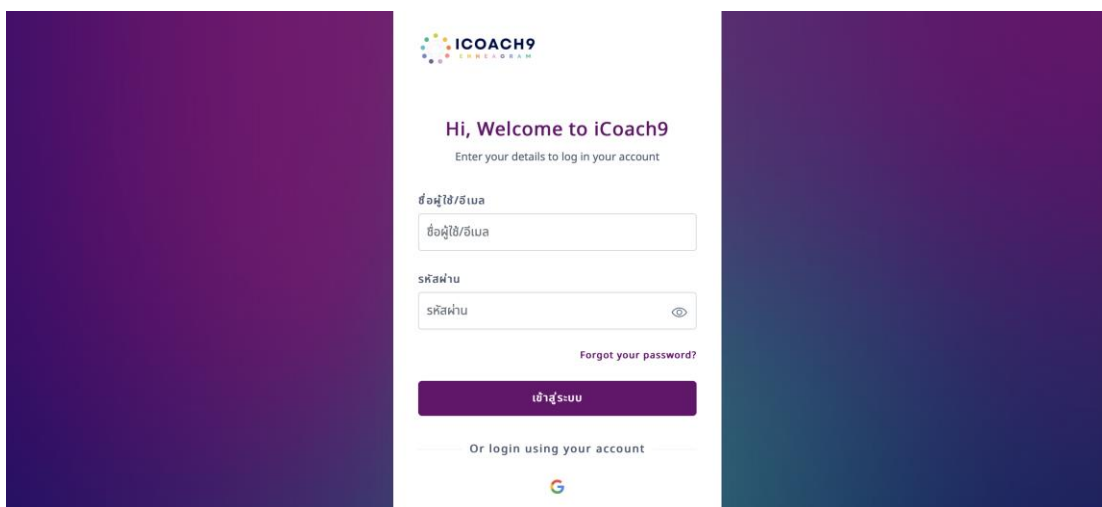 ICOACH9
ENNEAGRAM
Hi, Welcome to iCoach9
Enter your details to log in your account
ชื่อผู้ใช้/อีเมล
ชื่อผู้ใช้/อีเมล
รหัสผ่าน
รหัสผ่าน
Forgot your password?
เข้าสู่ระบบ
Or login using your account
G